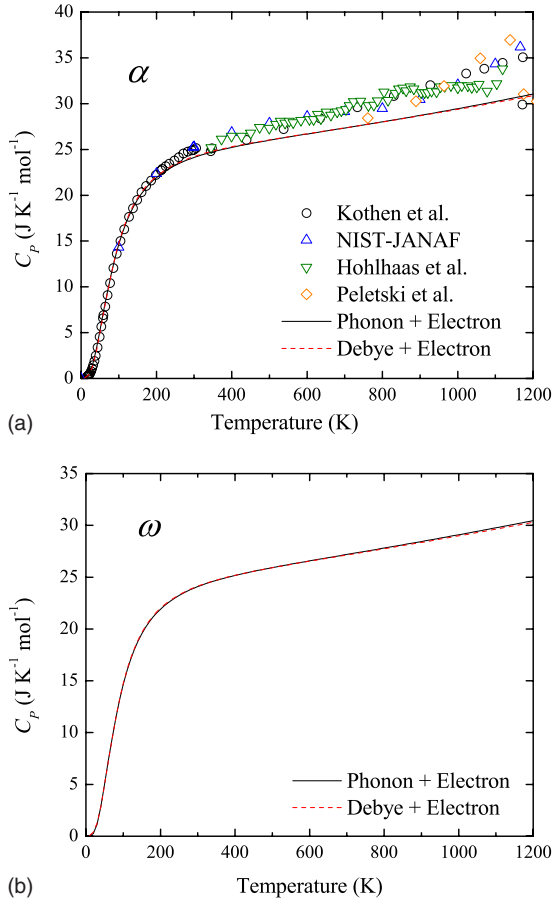 35
30
25
20
15
10
5
0
C_P (J K⁻¹ mol⁻¹)
α
Kothen et al.
NIST-JANAF
Hohlhaas et al.
Peletski et al.
Phonon + Electron
Debye + Electron
0 200 400 600 800 1000 1200
(a)
Temperature (K)
35
30
25
20
15
10
5
0
C_P (J K⁻¹ mol⁻¹)
ω
Phonon + Electron
Debye + Electron
0 200 400 600 800 1000 1200
(b)
Temperature (K)